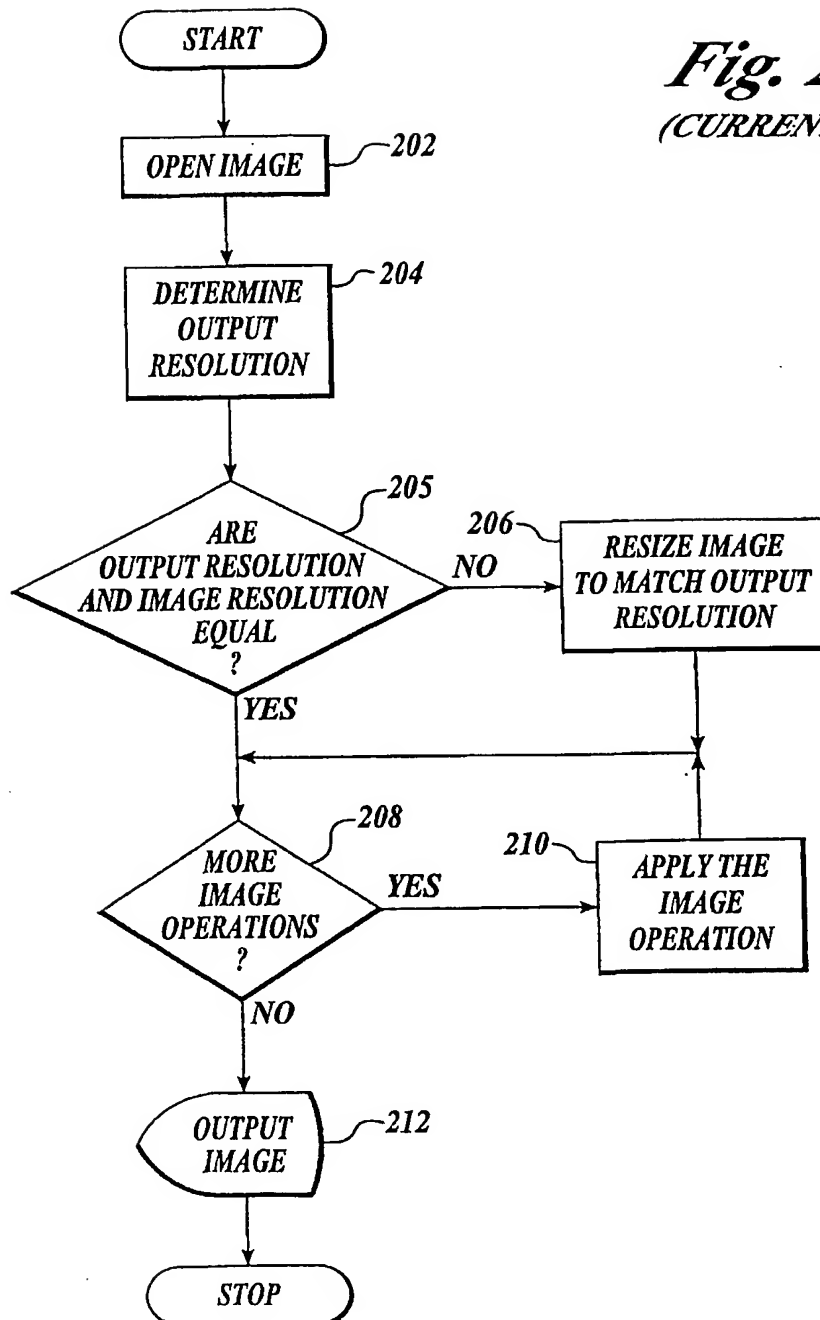 START
Fig.
(CURREN
OPEN IMAGE
202
DETERMINE
OUTPUT
RESOLUTION
204
ARE
OUTPUT RESOLUTION
AND IMAGE RESOLUTION
EQUAL
?
205
NO
206
RESIZE IMAGE
TO MATCH OUTPUT
RESOLUTION
YES
MORE
IMAGE
OPERATIONS
?
208
YES
210
APPLY THE
IMAGE
OPERATION
NO
OUTPUT
IMAGE
212
STOP